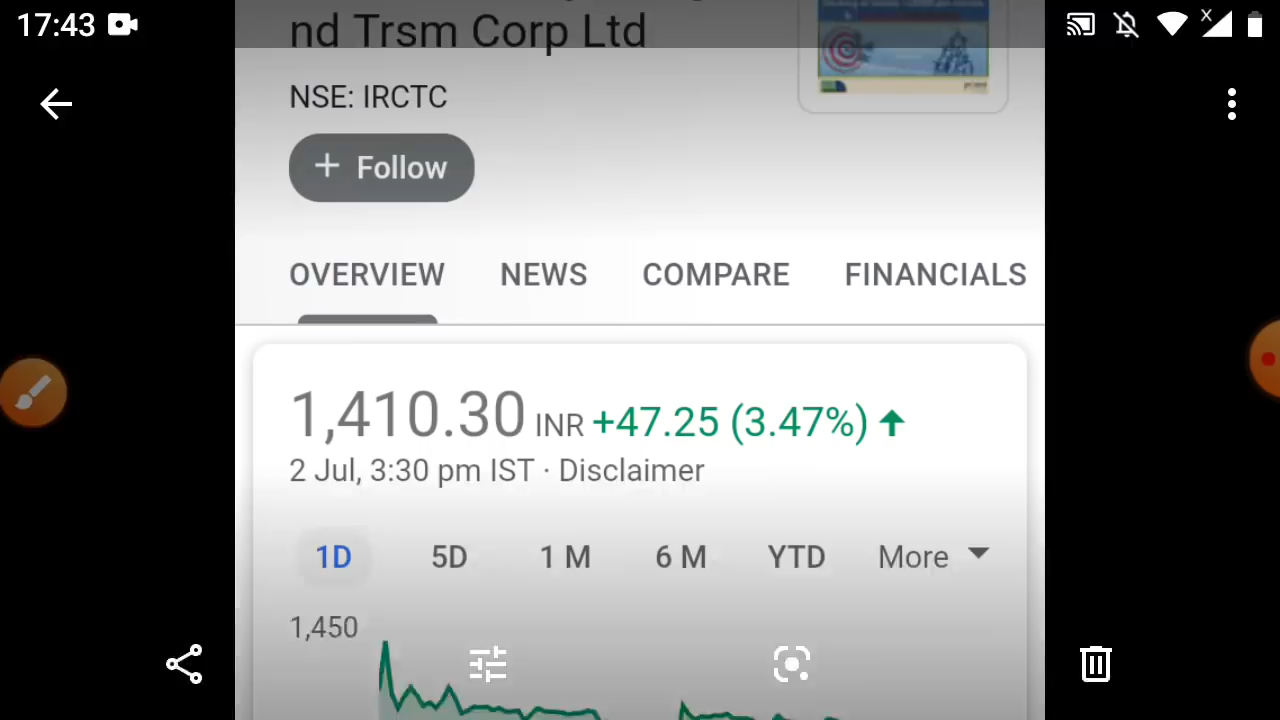 17:43
nd Trsm Corp Ltd
NSE: IRCTC
+ Follow
OVERVIEW NEWS COMPARE FINANCIALS
1,410.30 INR +47.25 (3.47%) ↑
2 Jul, 3:30 pm IST · Disclaimer
1D 5D 1 M 6 M YTD More
1,450